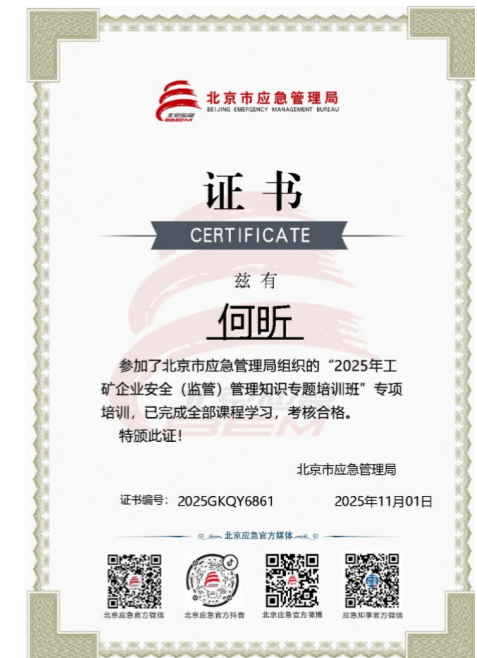 北京市应急管理局
BEIJING EMERGENCY MANAGEMENT BUREAU
北京应急
BEM
证书
CERTIFICATE
兹有
何昕
参加了北京市应急管理局组织的“2025年工
矿企业安全（监管）管理知识专题培训班”专项
培训，已完成全部课程学习，考核合格。
特颁此证！
北京市应急管理局
证书编号： 2025GKQY6861 2025年11月01日
北京应急官方媒体
北京应急官方微信 北京应急官方抖音 北京应急官方微博 应急知事官方微信